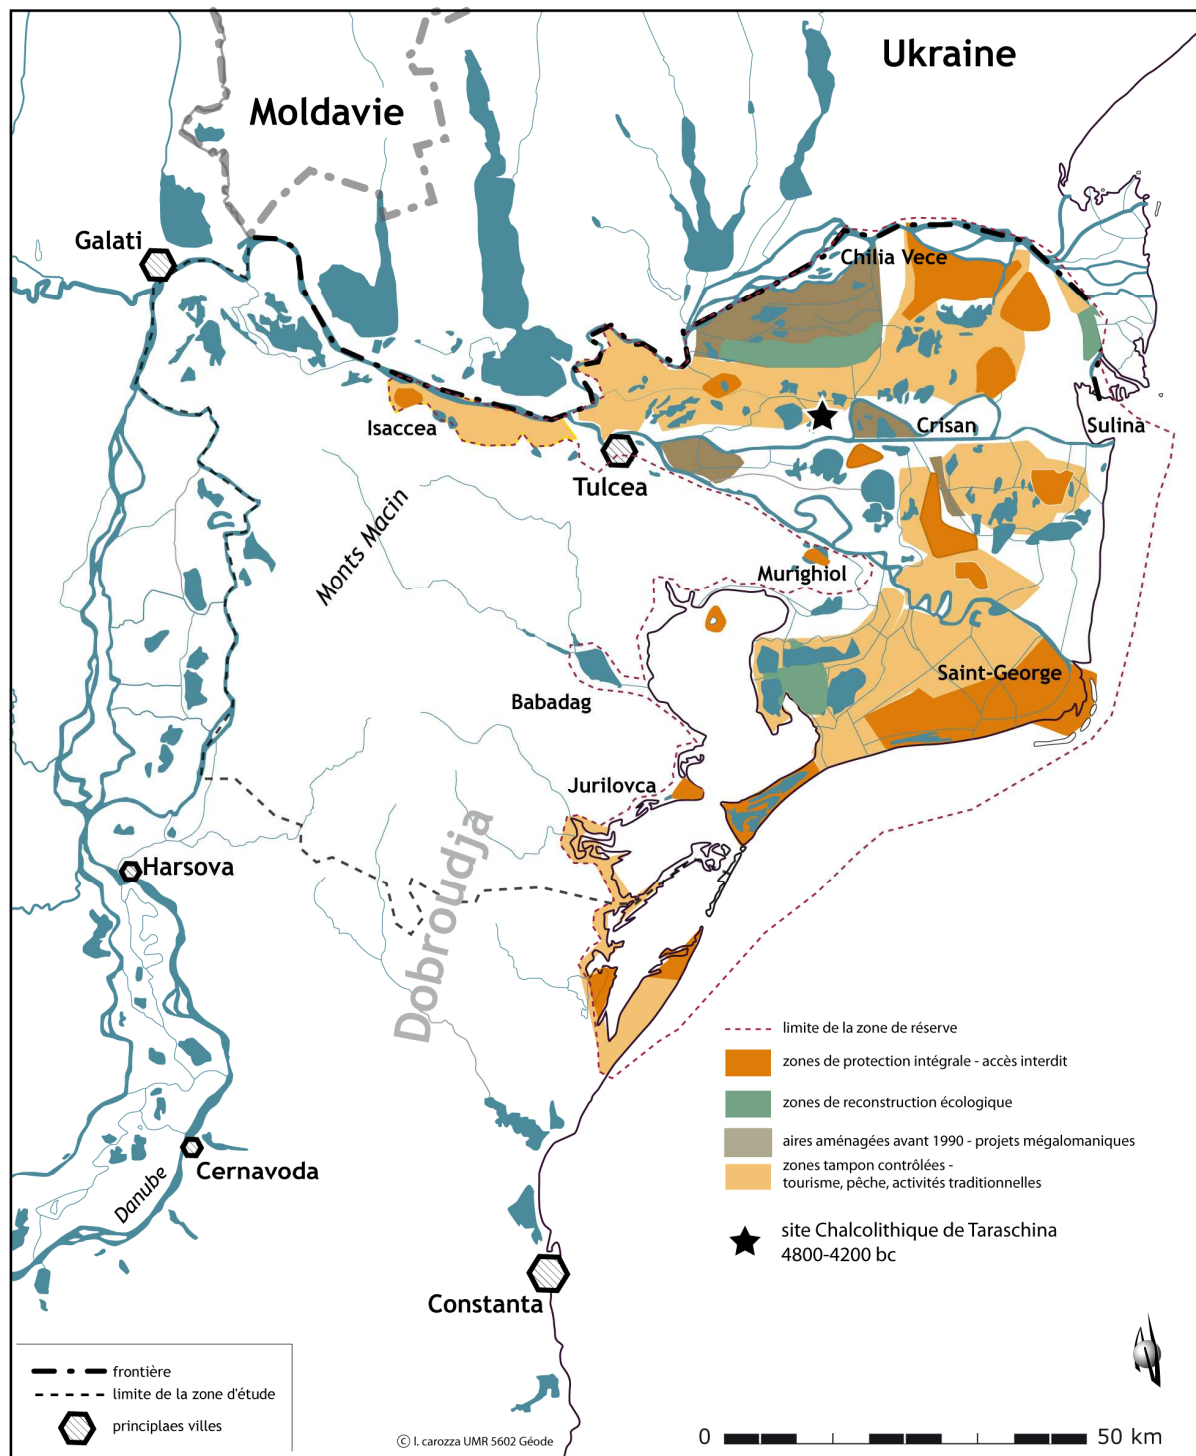 Ukraine
Moldavie
Galati
Chilia Vece
Isaccea
Crisan
Sulina
Tulcea
Monts Macin
Murighiol
Saint-George
Babadag
Jurilovca
Dobroudja
Harsova
Cernavoda
Danube
Constanta
limite de la zone de réserve
zones de protection intégrale - accès interdit
zones de reconstruction écologique
aires aménagées avant 1990 - projets mégalomaniques
zones tampon contrôlées -
tourisme, pêche, activités traditionnelles
site Chalcolithique de Taraschina
4800-4200 bc
frontière
limite de la zone d'étude
principlaes villes
© l. carozza UMR 5602 Géode
0 50 km